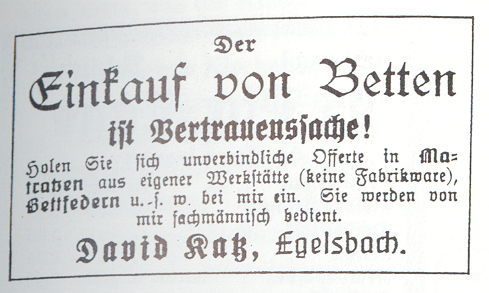 Der
Einkauf von Betten
ist Vertrauenssache!
Holen Sie sich unverbindliche Offerte in Ma-
tratzen aus eigener Werkstätte (keine Fabrikware),
Bettfedern u.-s. w. bei mir ein. Sie werden von
mir fachmännisch bedient.
David Katz, Egelsbach.